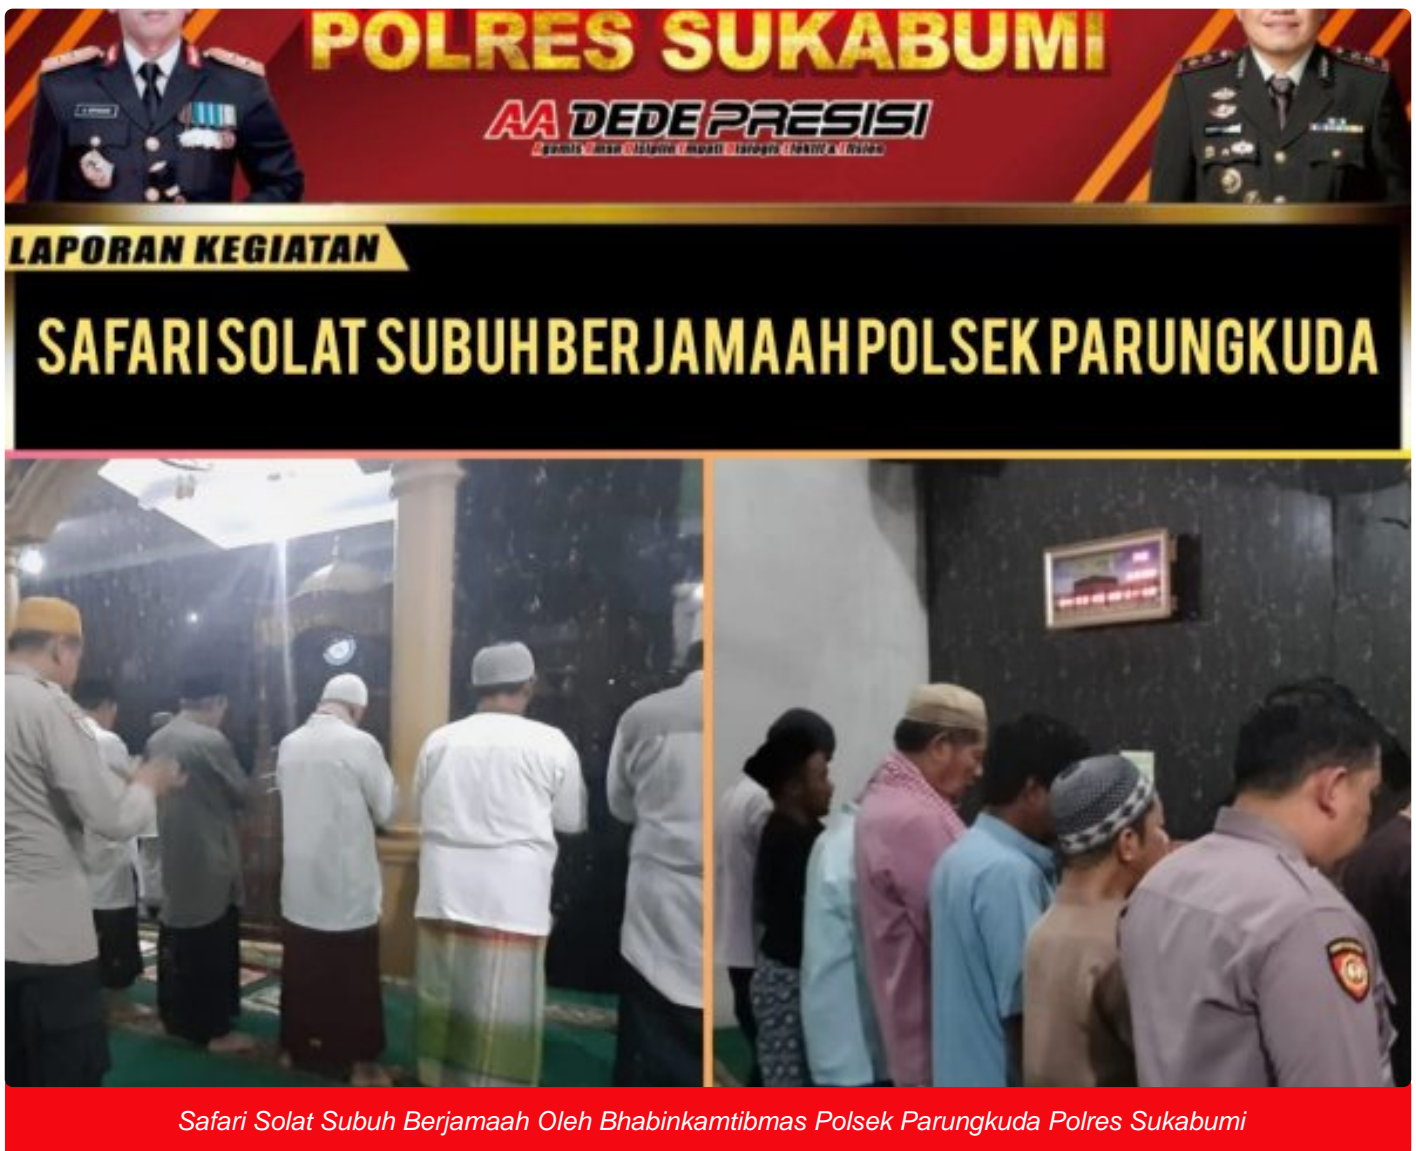 POLRES SUKABUMI
AA DEDE PRESISI
LAPORAN KEGIATAN
SAFARI SOLAT SUBUH BERJAMAAH POLSEK PARUNGKUDA
Safari Solat Subuh Berjamaah Oleh Bhabinkamtibmas Polsek Parungkuda Polres Sukabumi